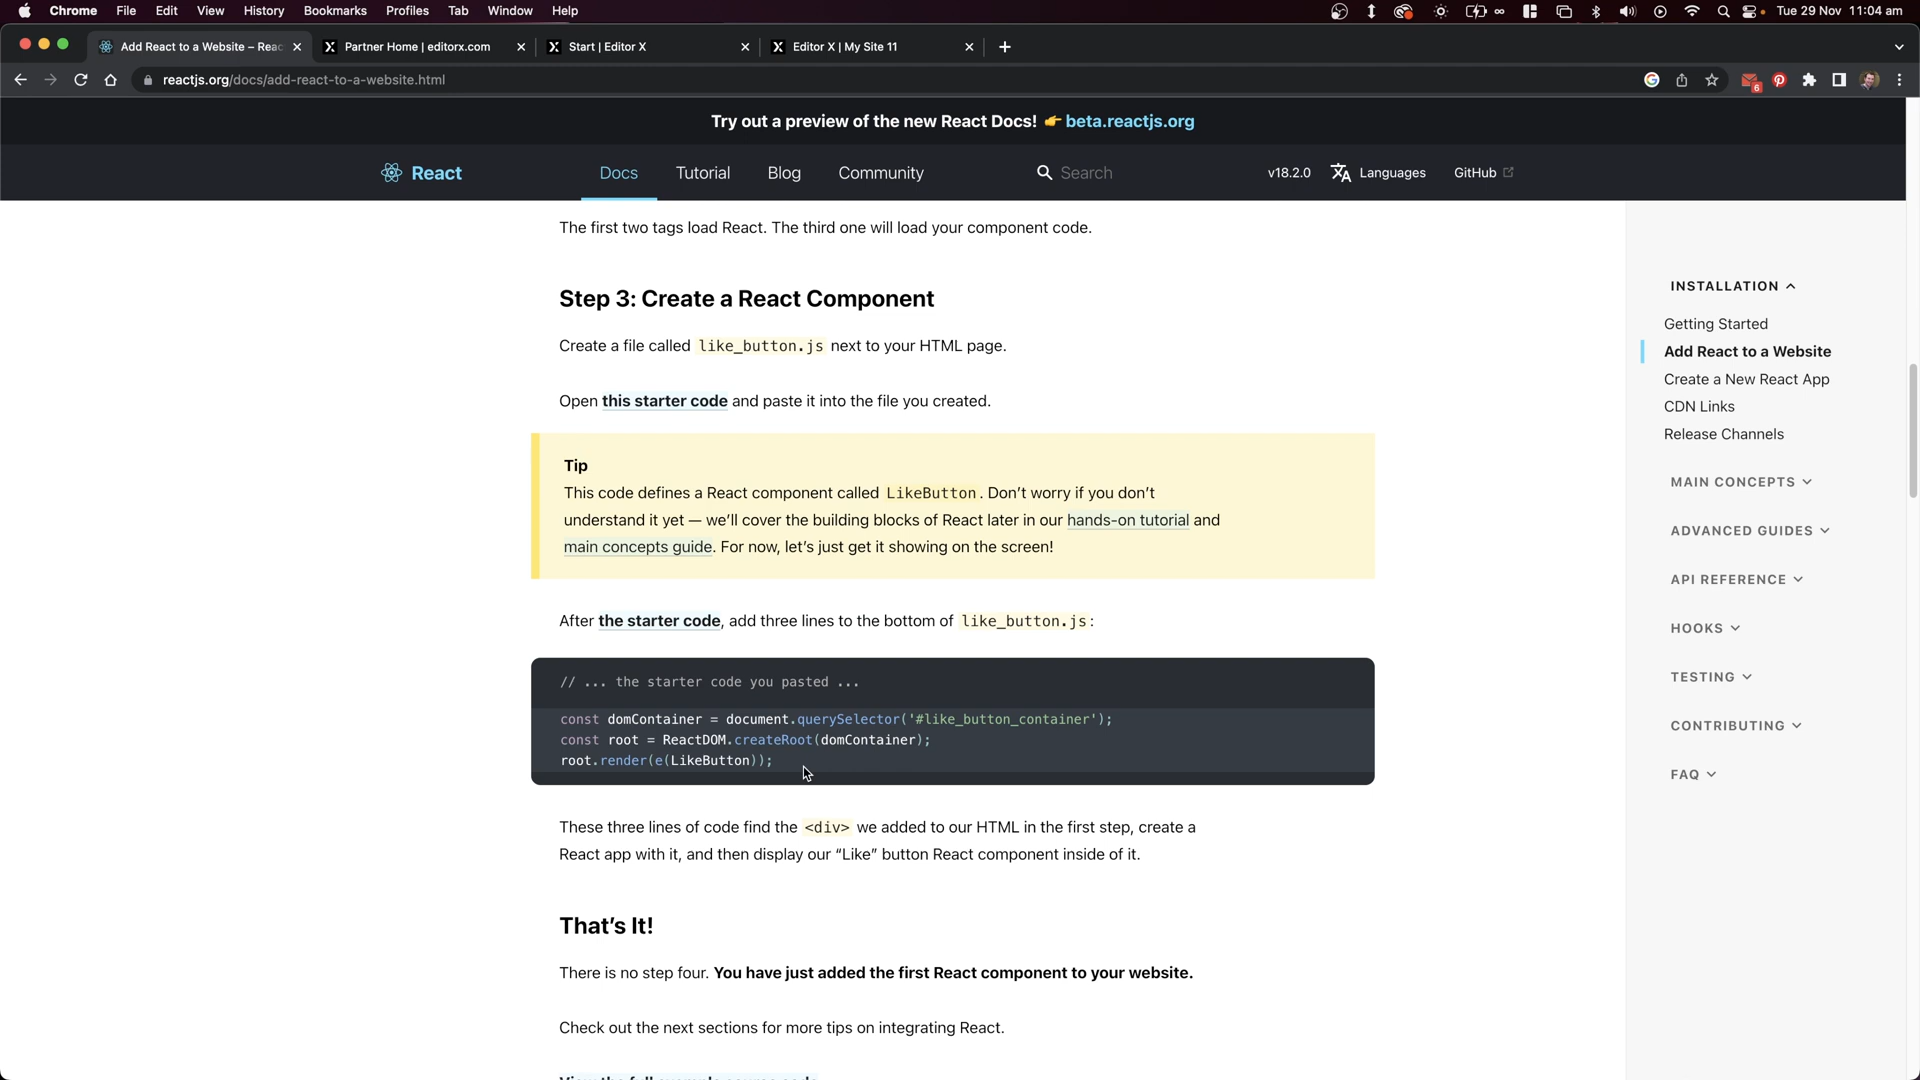 Chrome File Edit View History Bookmarks Profiles Tab Window Help Tue 29 Nov 11:04 am
Add React to a Website – Reac Partner Home | editorx.com Start | Editor X Editor X | My Site 11
reactjs.org/docs/add-react-to-a-website.html 6
Try out a preview of the new React Docs! 👉 beta.reactjs.org
React Docs Tutorial Blog Community Search v18.2.0 Languages GitHub
The first two tags load React. The third one will load your component code.
Step 3: Create a React Component
Create a file called like_button.js next to your HTML page.
Open this starter code and paste it into the file you created.
Tip
This code defines a React component called LikeButton. Don’t worry if you don’t
understand it yet — we’ll cover the building blocks of React later in our hands-on tutorial and
main concepts guide. For now, let’s just get it showing on the screen!
After the starter code, add three lines to the bottom of like_button.js:
// ... the starter code you pasted ...
const domContainer = document.querySelector('#like_button_container');
const root = ReactDOM.createRoot(domContainer);
root.render(e(LikeButton));
These three lines of code find the <div> we added to our HTML in the first step, create a
React app with it, and then display our “Like” button React component inside of it.
That’s It!
There is no step four. You have just added the first React component to your website.
Check out the next sections for more tips on integrating React.
View the full example source code
INSTALLATION
Getting Started
Add React to a Website
Create a New React App
CDN Links
Release Channels
MAIN CONCEPTS
ADVANCED GUIDES
API REFERENCE
HOOKS
TESTING
CONTRIBUTING
FAQ